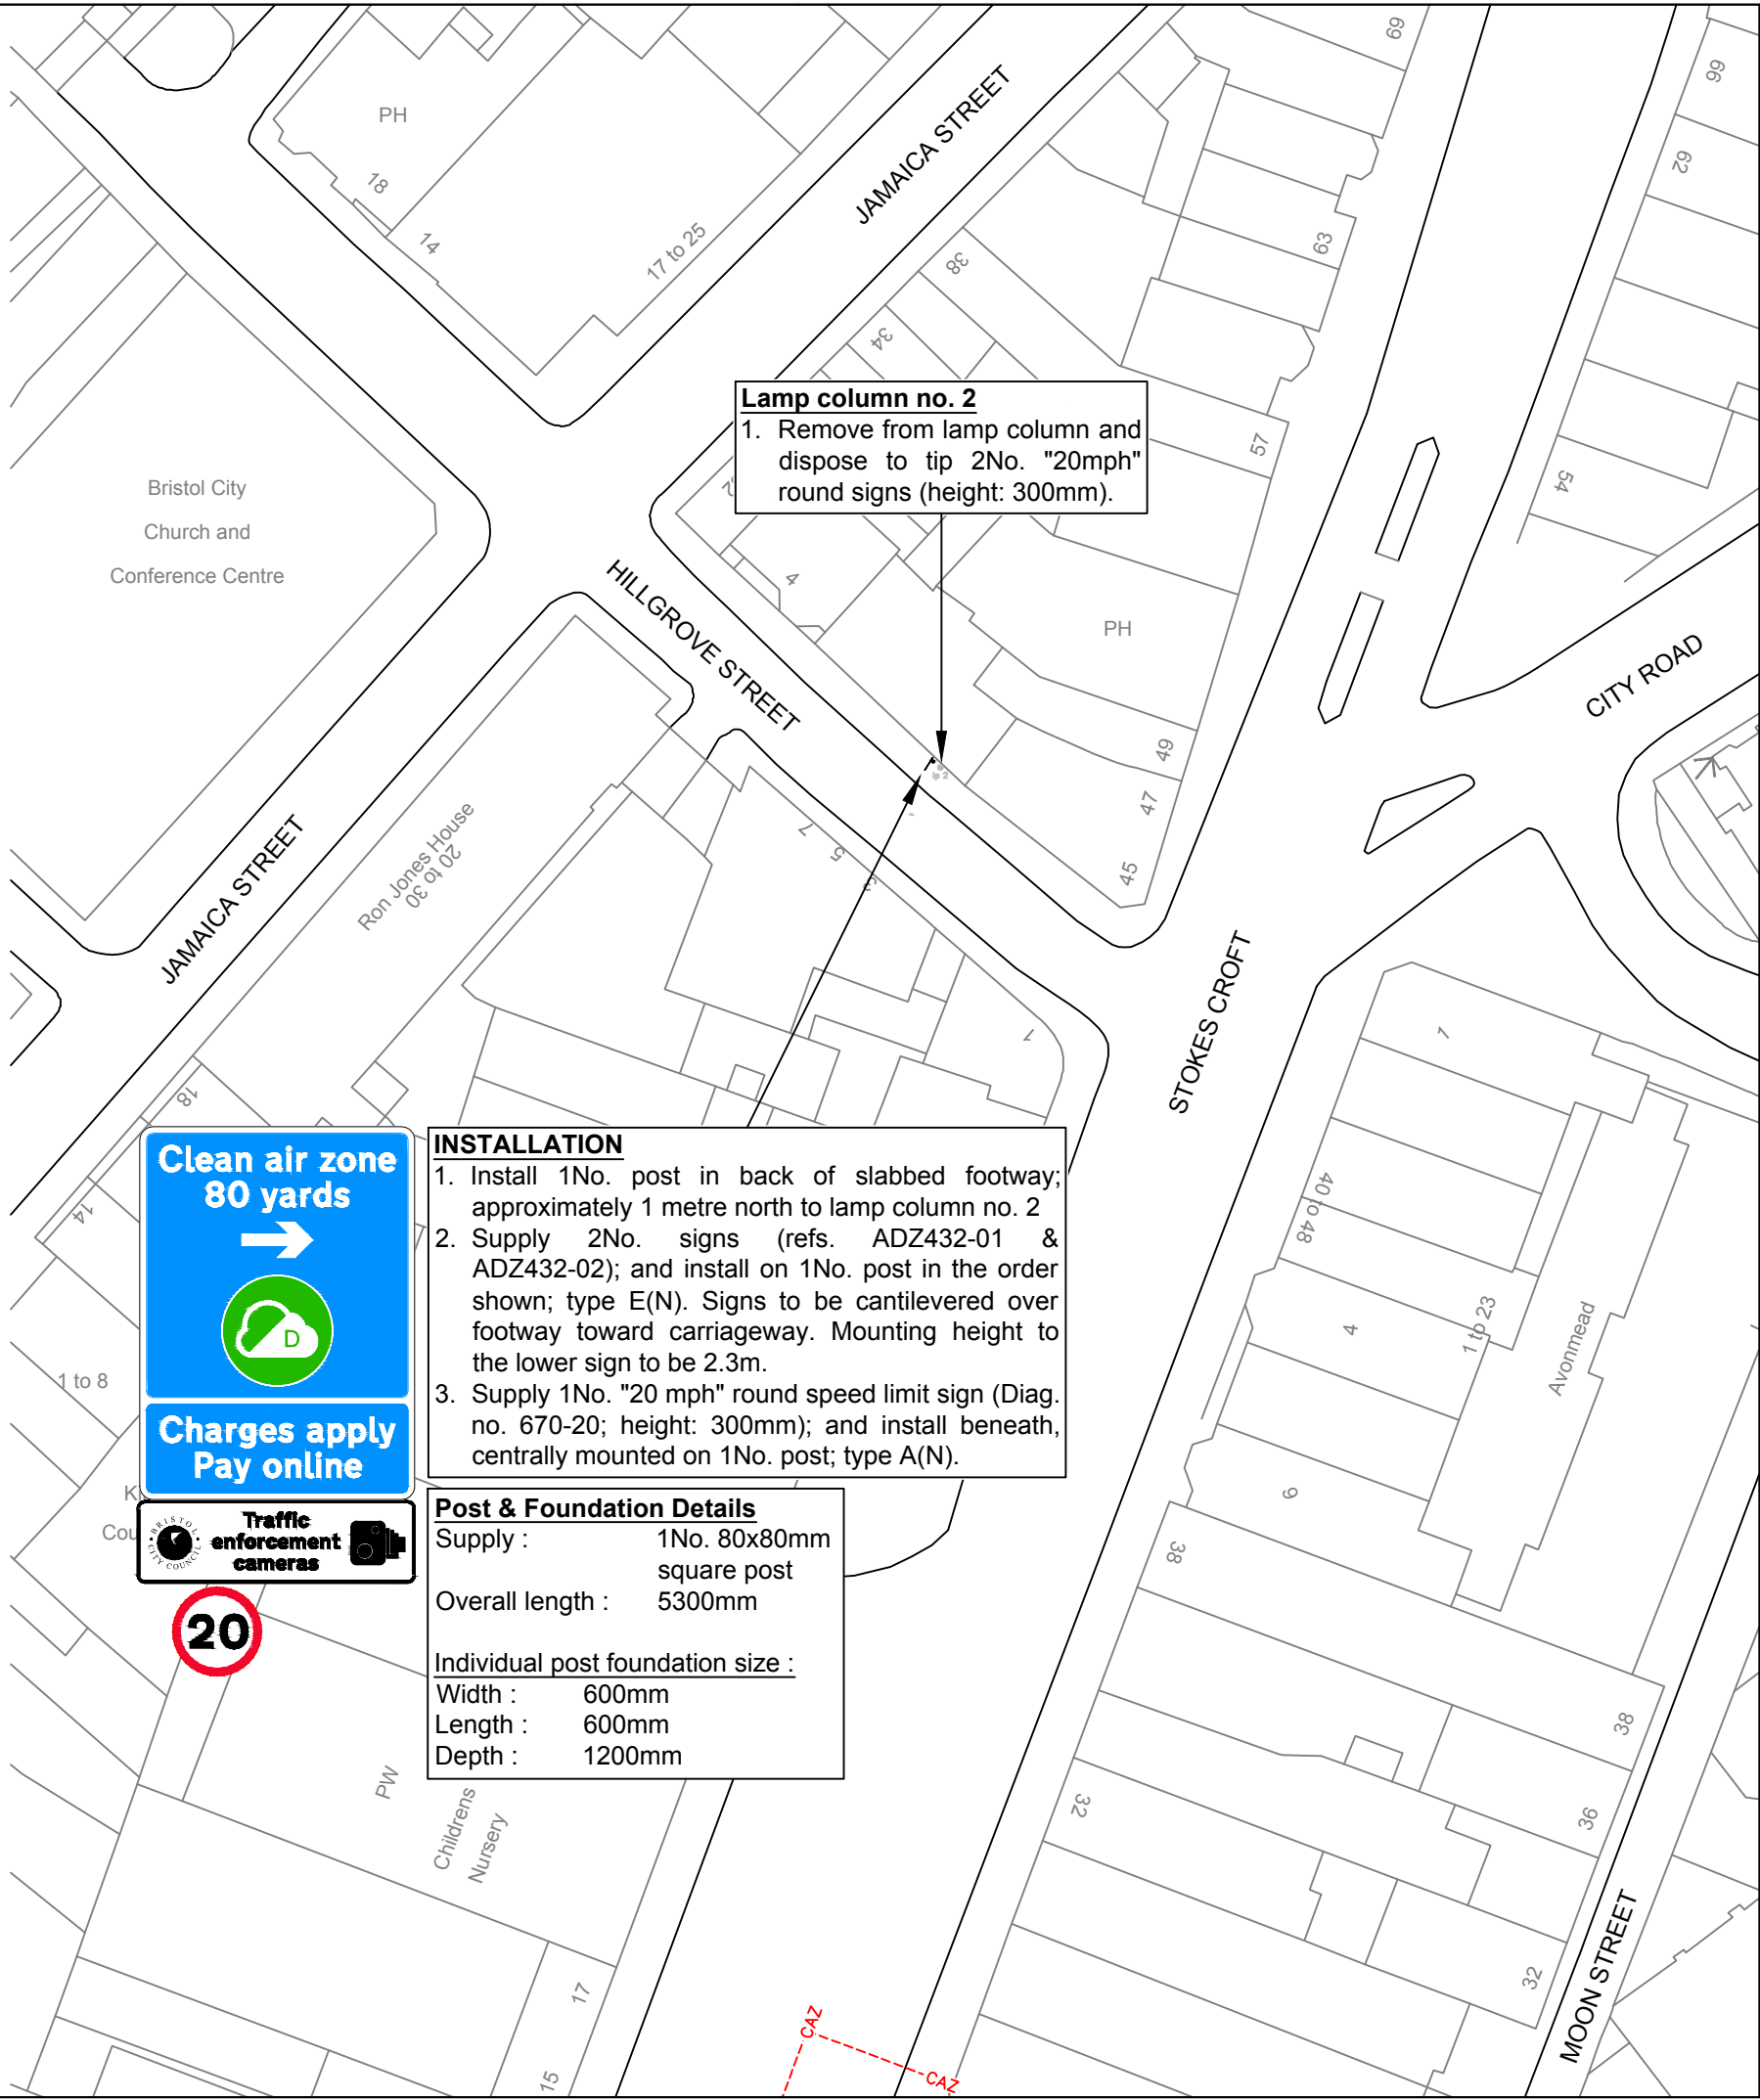 69
66
PH
JAMAICA STREET
18
62
14
63
17 to 25
38
34
Lamp column no. 2
1. Remove from lamp column and
dispose to tip 2No. "20mph"
round signs (height: 300mm).
57
54
Bristol City
Church and
Conference Centre
4
HILLGROVE STREET
PH
CITY ROAD
49
lp 2
47
45
7
5
3
Ron Jones House
20 to 30
JAMAICA STREET
STOKES CROFT
1
1
18
14
Clean air zone
80 yards
D
Charges apply
Pay online
BRISTOL
CITY COUNCIL
Traffic
enforcement
cameras
20
INSTALLATION
1. Install 1No. post in back of slabbed footway;
approximately 1 metre north to lamp column no. 2
2. Supply 2No. signs (refs. ADZ432-01 &
ADZ432-02); and install on 1No. post in the order
shown; type E(N). Signs to be cantilevered over
footway toward carriageway. Mounting height to
the lower sign to be 2.3m.
3. Supply 1No. "20 mph" round speed limit sign (Diag.
no. 670-20; height: 300mm); and install beneath,
centrally mounted on 1No. post; type A(N).
40 to 48
4
1 to 23
Avonmead
1 to 8
6
38
Post & Foundation Details
Supply : 1No. 80x80mm
square post
Overall length : 5300mm
Individual post foundation size :
Width : 600mm
Length : 600mm
Depth : 1200mm
PW
Childrens
Nursery
38
32
36
32
17
15
MOON STREET
CAZ
CAZ